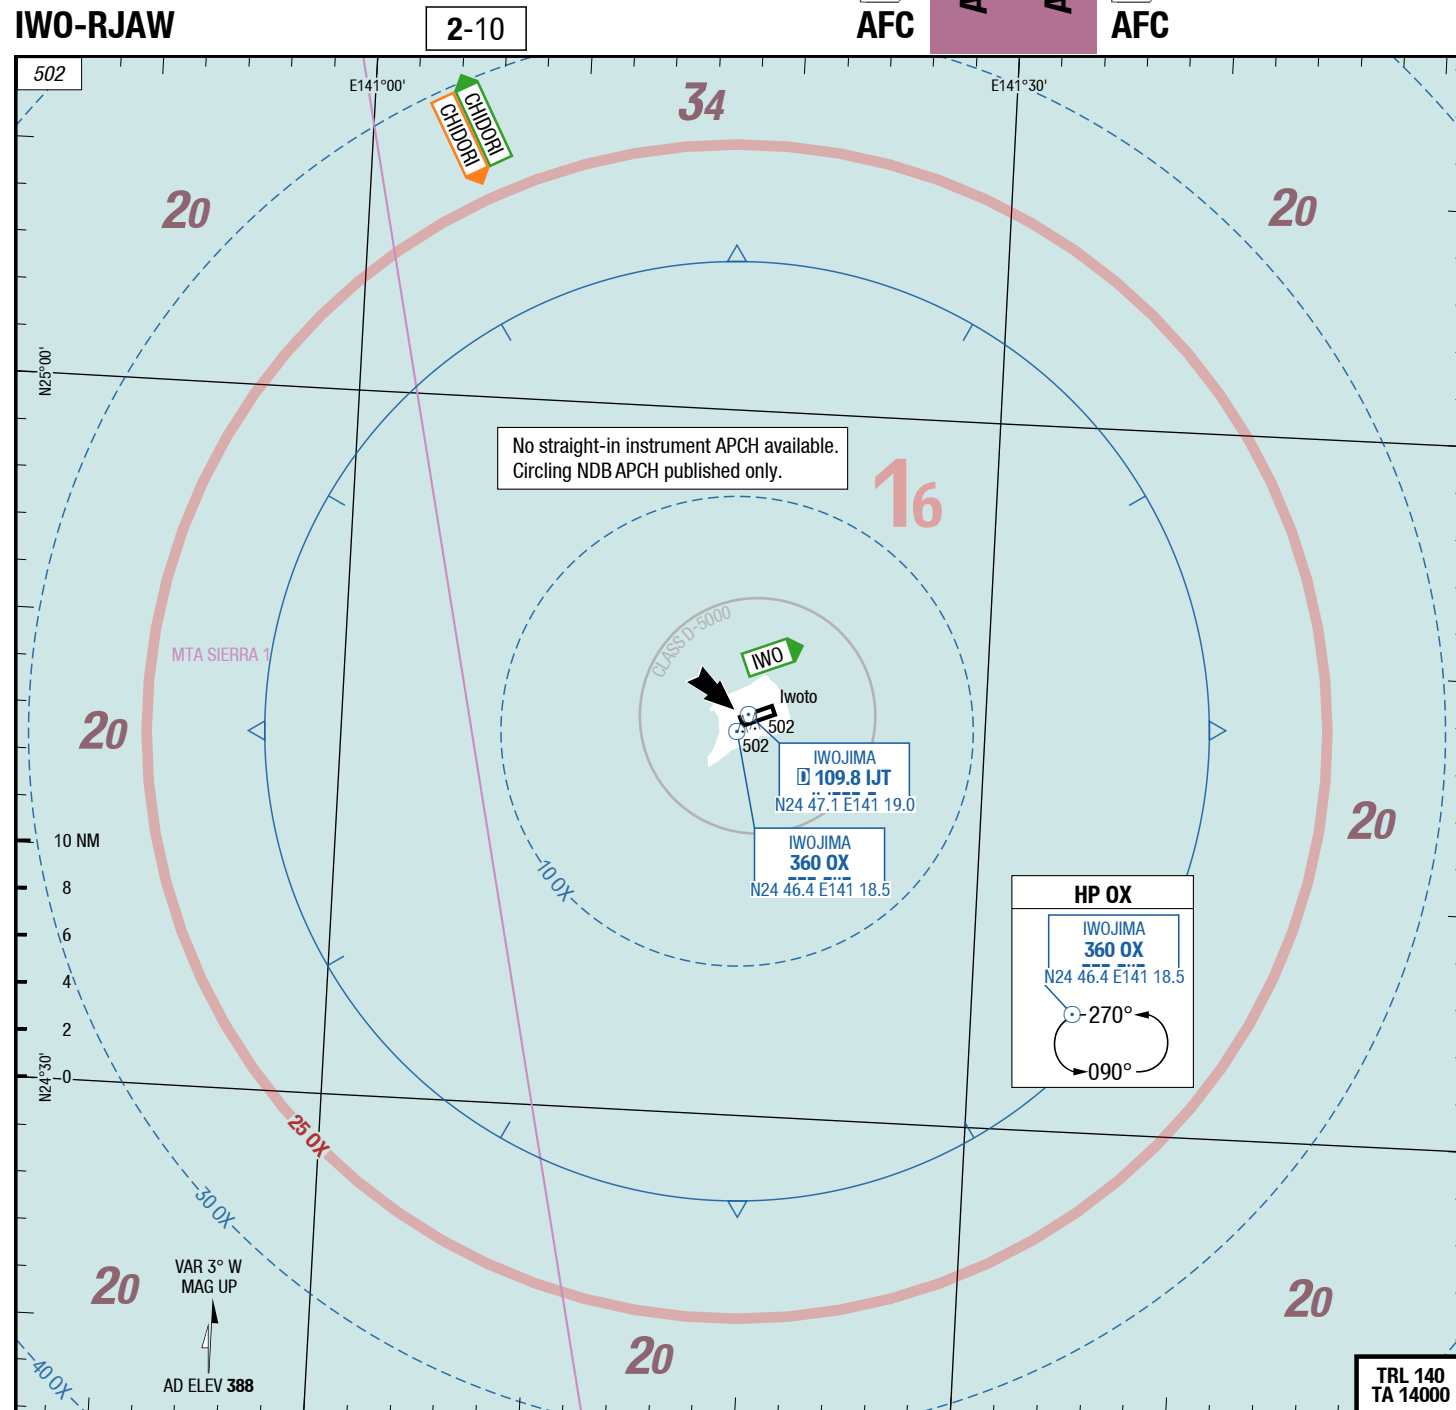 IWO-RJAW
2-10
AFC
AFC
502
E141°00'
E141°30'
34
CHIDORI
CHIDORI
20
20
N25°00'
No straight-in instrument APCH available.
Circling NDB APCH published only.
16
CLASS D-5000
IWO
MTA SIERRA 1
Iwoto
502
502
20
IWOJIMA
D 109.8 IJT
N24 47.1 E141 19.0
20
10 NM
IWOJIMA
360 OX
N24 46.4 E141 18.5
10 OX
8
6
4
2
0
N24°30'
HP OX
IWOJIMA
360 OX
N24 46.4 E141 18.5
270°
090°
25 OX
30 OX
VAR 3° W
MAG UP
20
20
20
40 OX
AD ELEV 388
TRL 140
TA 14000